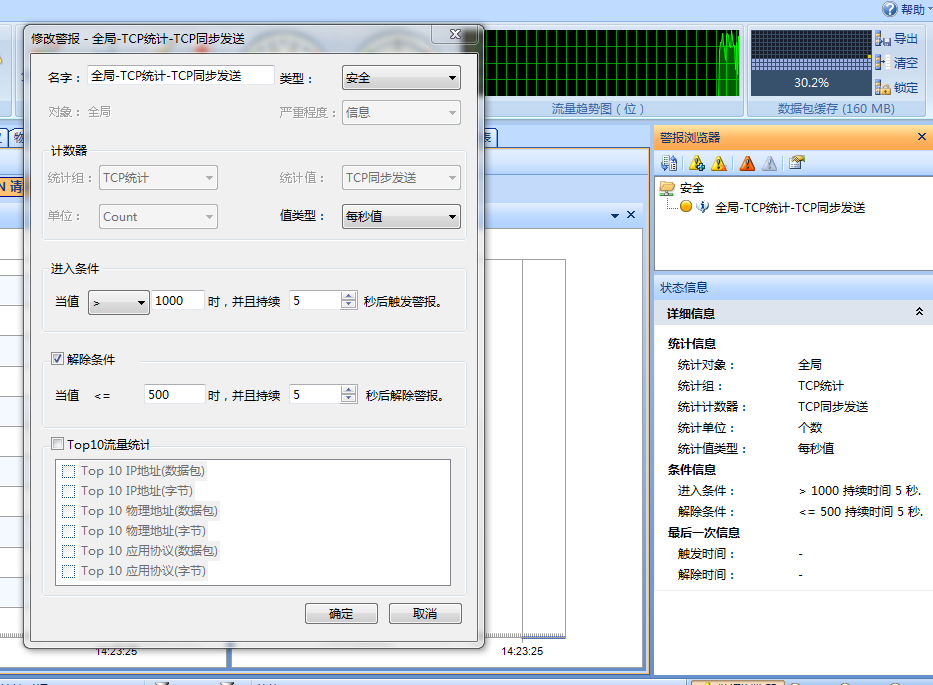 帮助
修改警报 - 全局-TCP统计-TCP同步发送
名字： 全局-TCP统计-TCP同步发送 类型： 安全
对象： 全局 严重程度： 信息
计数器
统计组： TCP统计 统计值： TCP同步发送
单位： Count 值类型： 每秒值
进入条件
当值 > 1000 时，并且持续 5 秒后触发警报。
解除条件
当值 <= 500 时，并且持续 5 秒后解除警报。
Top10流量统计
Top 10 IP地址(数据包)
Top 10 IP地址(字节)
Top 10 物理地址(数据包)
Top 10 物理地址(字节)
Top 10 应用协议(数据包)
Top 10 应用协议(字节)
确定 取消
N 请
14:23:25
14:23:25
流量趋势图（位）
30.2%
数据包缓存 (160 MB)
导出
清空
锁定
警报浏览器
安全
全局-TCP统计-TCP同步发送
状态信息
详细信息
统计信息
统计对象： 全局
统计组： TCP统计
统计计数器： TCP同步发送
统计单位： 个数
统计值类型： 每秒值
条件信息
进入条件： > 1000 持续时间 5 秒.
解除条件： <= 500 持续时间 5 秒.
最后一次信息
触发时间： -
解除时间： -